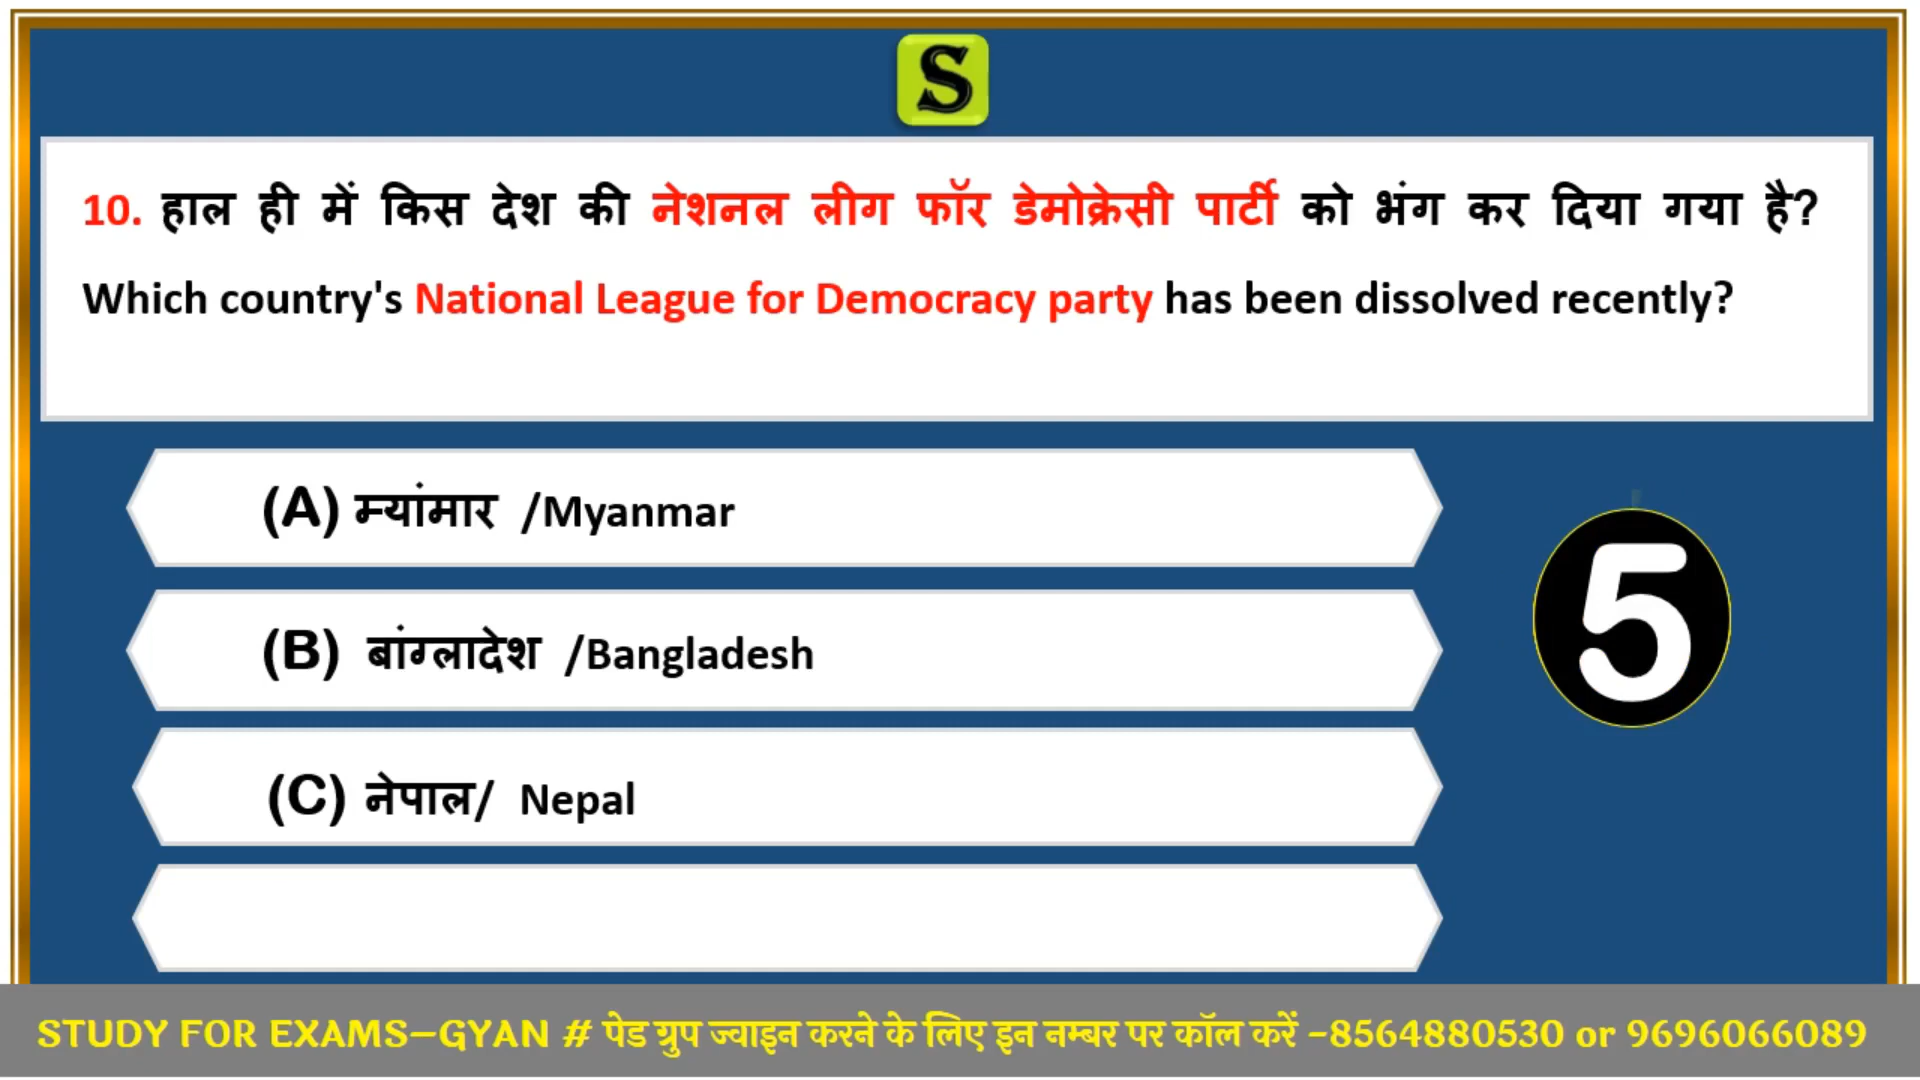 S
10. हाल ही में किस देश की नेशनल लीग फॉर डेमोक्रेसी पार्टी को भंग कर दिया गया है?
Which country's National League for Democracy party has been dissolved recently?
(A) म्यांमार /Myanmar
(B) बांग्लादेश /Bangladesh
5
(C) नेपाल/ Nepal
STUDY FOR EXAMS–GYAN # पेड ग्रुप ज्वाइन करने के लिए इन नम्बर पर कॉल करें -8564880530 or 9696066089